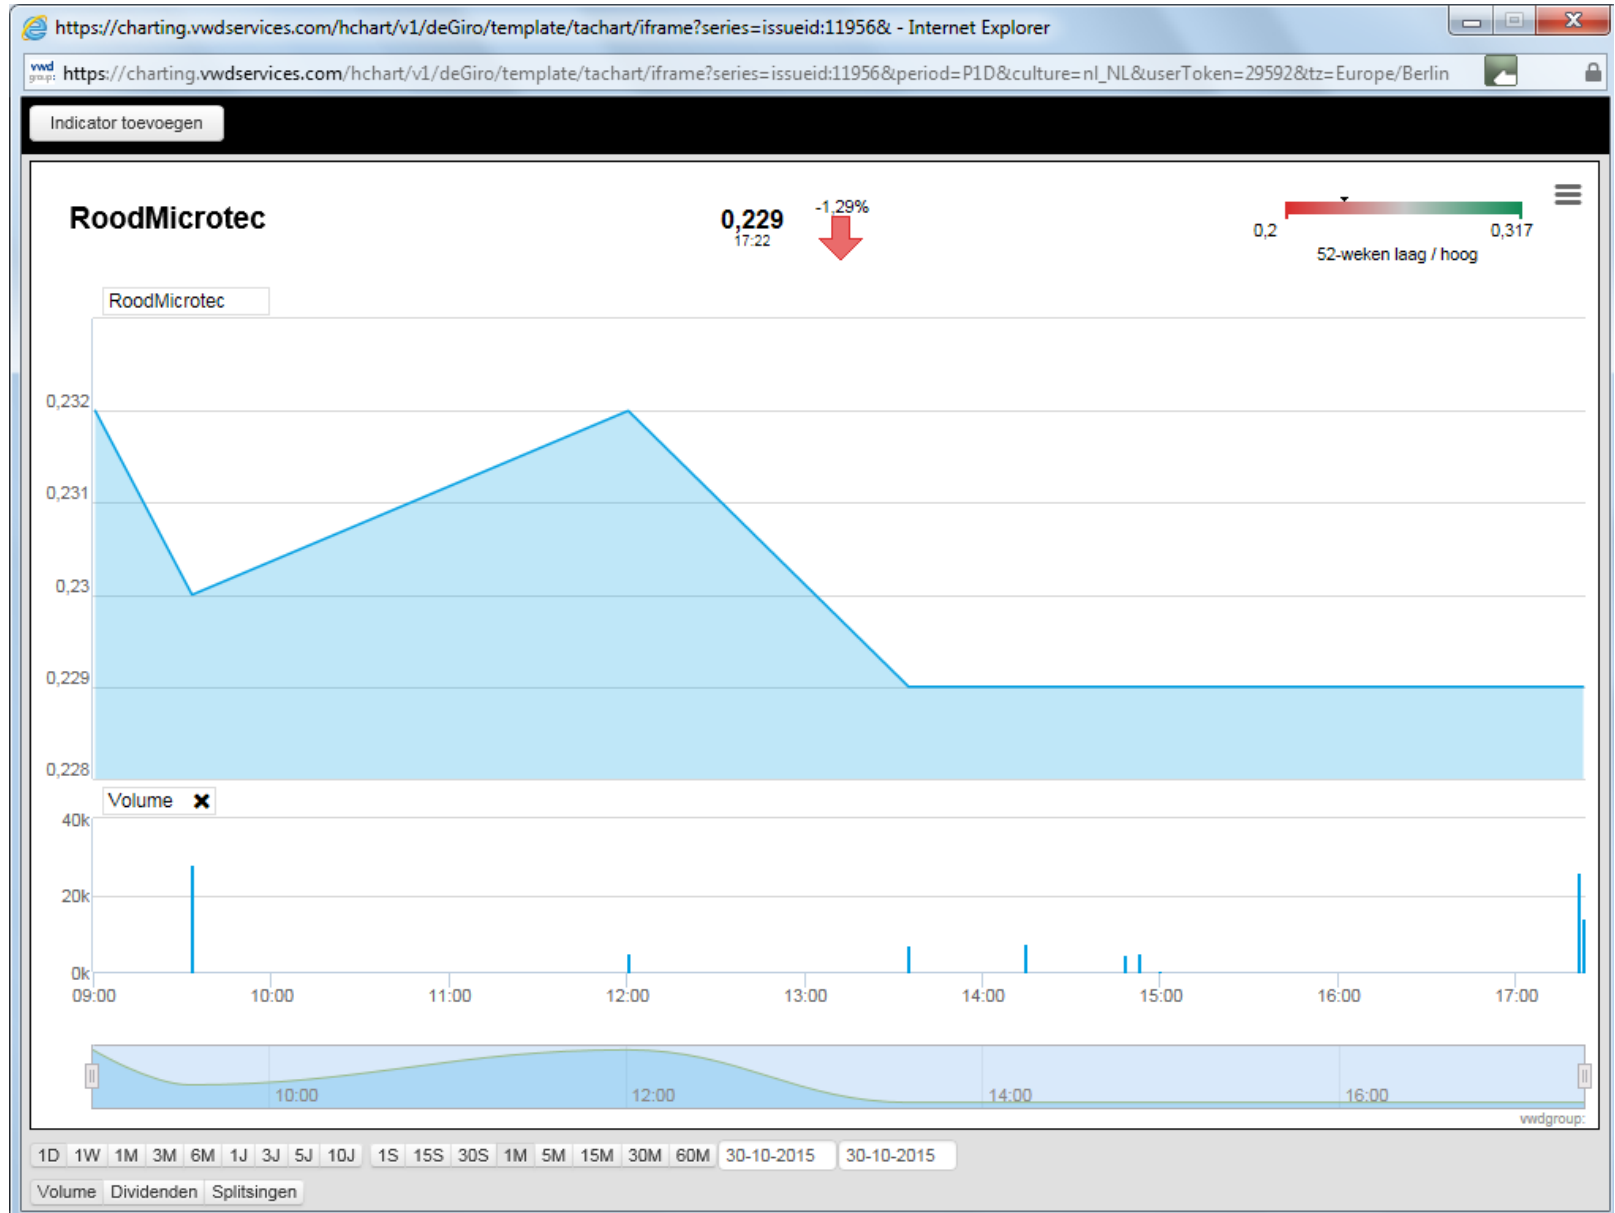 https://charting.vwdservices.com/hchart/v1/deGiro/template/tachart/iframe?series=issueid:11956& - Internet Explorer
vwd group: https://charting.vwdservices.com/hchart/v1/deGiro/template/tachart/iframe?series=issueid:11956&period=P1D&culture=nl_NL&userToken=29592&tz=Europe/Berlin
Indicator toevoegen
RoodMicrotec
0,229
17:22
-1,29%
0,2 0,317
52-weken laag / hoog
RoodMicrotec
0,232
0,231
0,23
0,229
0,228
Volume
40k
20k
0k
09:00 10:00 11:00 12:00 13:00 14:00 15:00 16:00 17:00
10:00 12:00 14:00 16:00
vwdgroup:
1D 1W 1M 3M 6M 1J 3J 5J 10J 1S 15S 30S 1M 5M 15M 30M 60M 30-10-2015 30-10-2015
Volume Dividenden Splitsingen